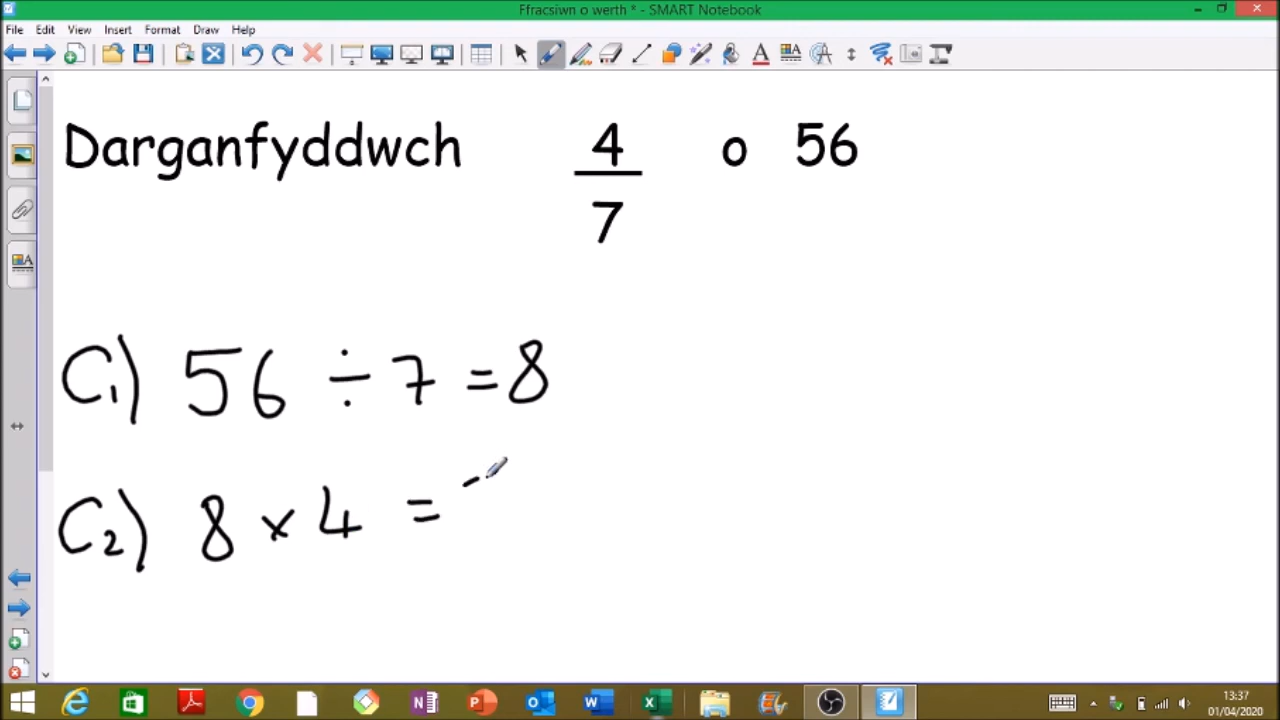 Ffracsiwn o werth * - SMART Notebook
File Edit View Insert Format Draw Help
Darganfyddwch 4/7 o 56
C1) 56 ÷ 7 = 8
C2) 8 × 4 =
13:37
01/04/2020